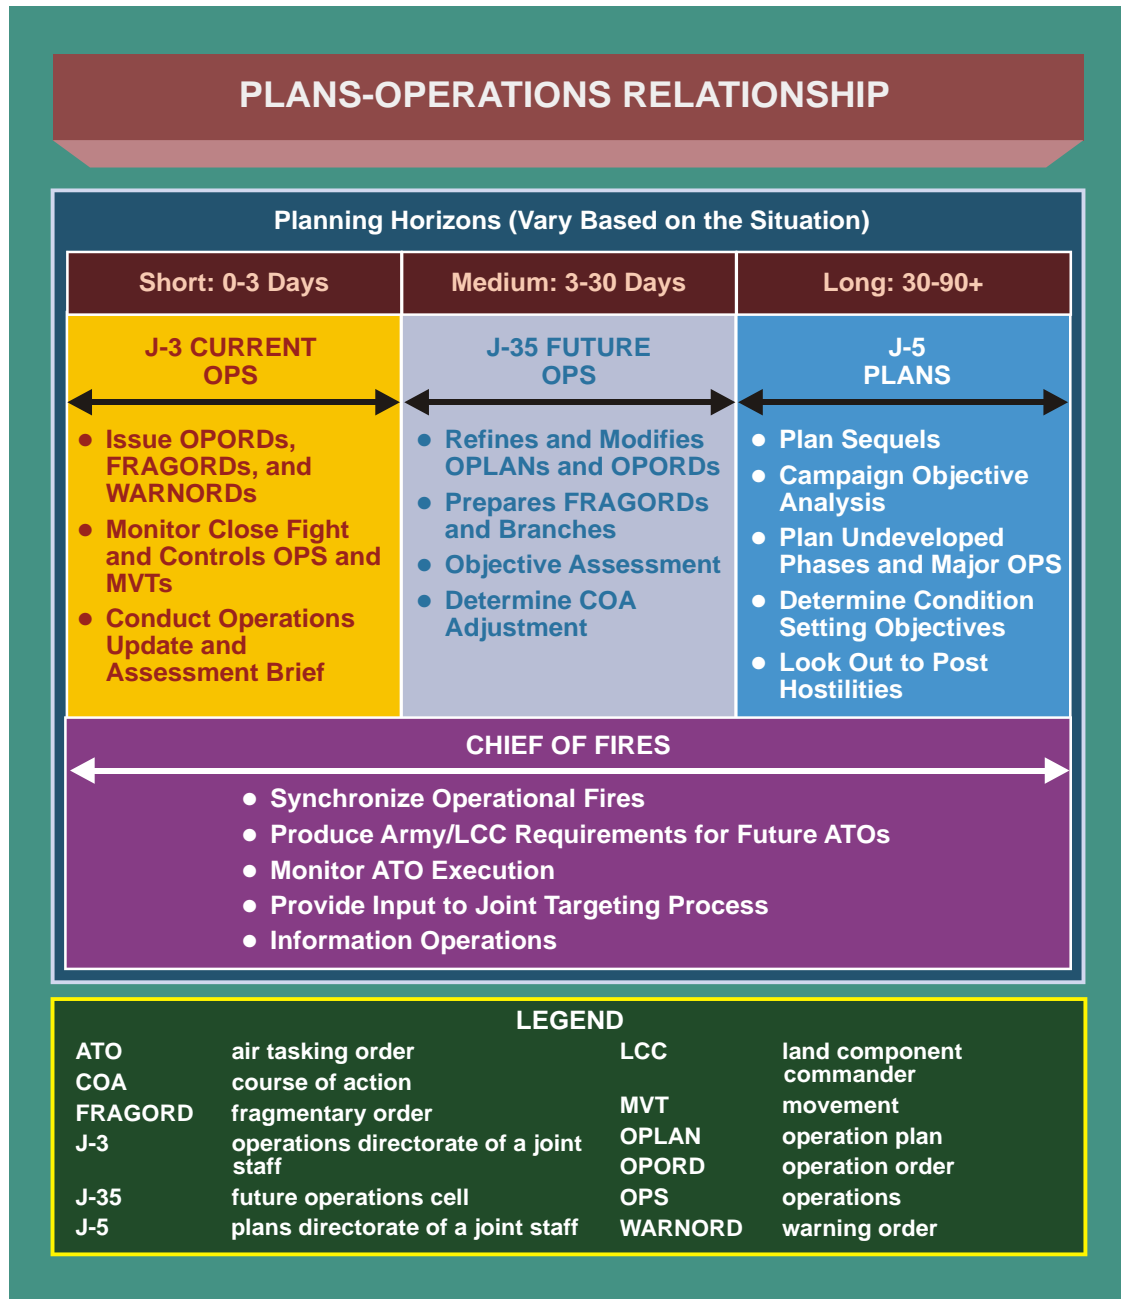 PLANS-OPERATIONS RELATIONSHIP
Planning Horizons (Vary Based on the Situation)
Short: 0-3 Days
Medium: 3-30 Days
Long: 30-90+
J-3 CURRENT
OPS
● Issue OPORDs,
FRAGORDs, and
WARNORDs
● Monitor Close Fight
and Controls OPS and
MVTs
● Conduct Operations
Update and
Assessment Brief
J-35 FUTURE
OPS
● Refines and Modifies
OPLANs and OPORDs
● Prepares FRAGORDs
and Branches
● Objective Assessment
● Determine COA
Adjustment
J-5
PLANS
● Plan Sequels
● Campaign Objective
Analysis
● Plan Undeveloped
Phases and Major OPS
● Determine Condition
Setting Objectives
● Look Out to Post
Hostilities
CHIEF OF FIRES
● Synchronize Operational Fires
● Produce Army/LCC Requirements for Future ATOs
● Monitor ATO Execution
● Provide Input to Joint Targeting Process
● Information Operations
LEGEND
ATO air tasking order
COA course of action
FRAGORD fragmentary order
J-3 operations directorate of a joint
staff
J-35 future operations cell
J-5 plans directorate of a joint staff
LCC land component
commander
MVT movement
OPLAN operation plan
OPORD operation order
OPS operations
WARNORD warning order